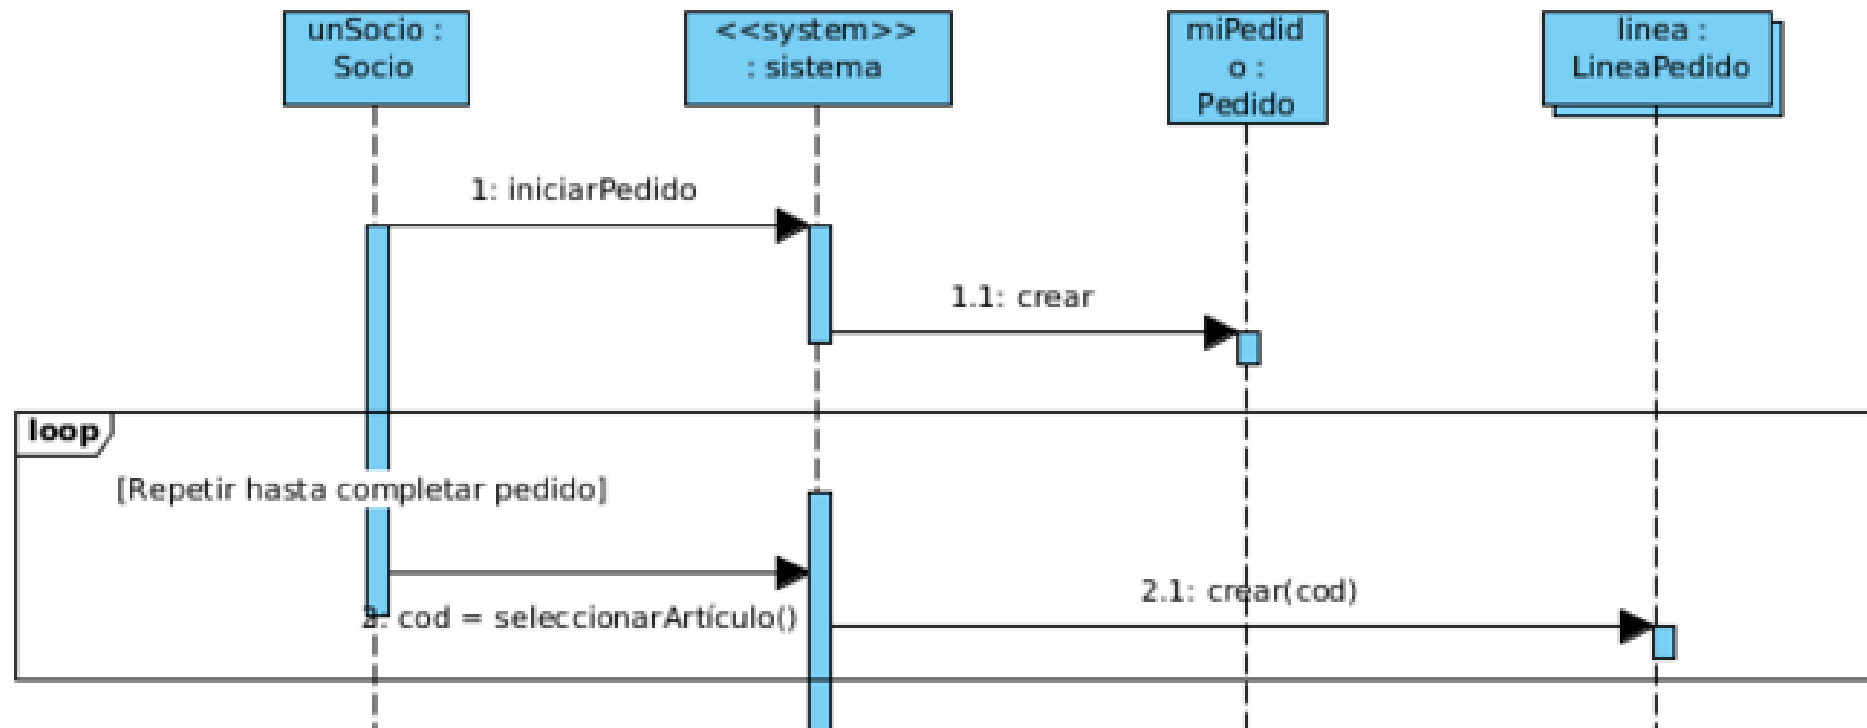 unSocio :
Socio
<<system>>
: sistema
miPedid
o :
Pedido
linea :
LineaPedido
1: iniciarPedido
1.1: crear
loop
[Repetir hasta completar pedido]
2.1: crear(cod)
2: cod = seleccionarArtículo()